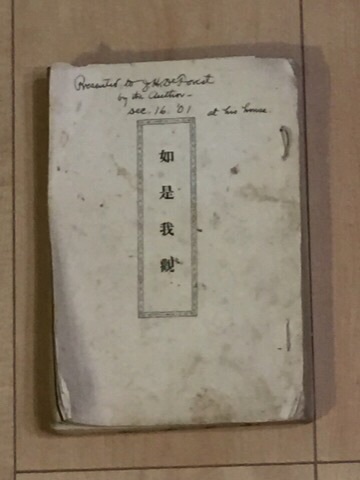 Presented to J H DeForest
by the Author —
Dec. 16. '01 at his house.
如是我觀